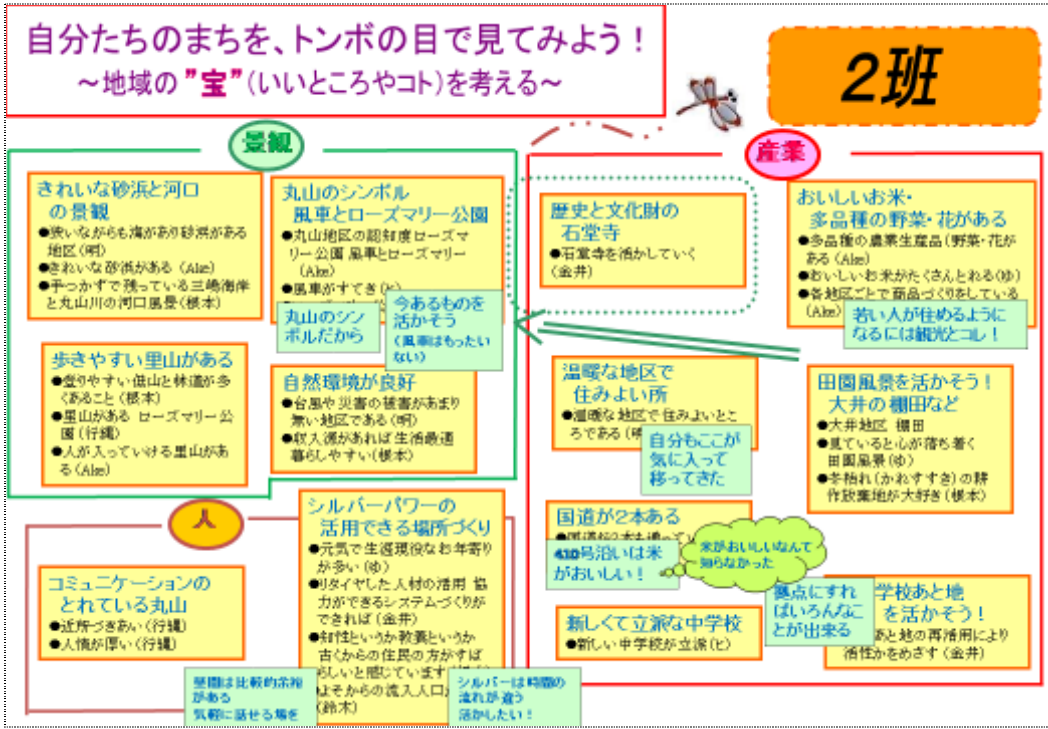 自分たちのまちを、トンボの目で見てみよう！
～地域の”宝”（いいところやコト）を考える～
2班
景観
きれいな砂浜と河口
の景観
●狭いながらも海があり砂浜がある
地区（明）
●きれいな砂浜がある（Ake）
●手つかずで残っている三嶋海岸
と丸山川の河口風景（根本）
丸山のシンボル
風車とローズマリー公園
●丸山地区の認知度ローズマ
リー公園 風車とローズマリー
（Ake）
●風車がすてき（ヒ）
丸山のシン
ボルだから
今あるものを
活かそう
（風車はもったい
ない）
歩きやすい里山がある
●登りやすい低山と林道が多
くあること（根本）
●里山がある ローズマリー公
園（行縄）
●人が入っていける里山があ
る（Ake）
自然環境が良好
●台風や災害の被害があまり
無い地区である（明）
●収入源があれば生活最適
暮らしやすい（根本）
産業
歴史と文化財の
石堂寺
●石堂寺を活かしていく
（金井）
おいしいお米・
多品種の野菜・花がある
●多品種の農業生産品（野菜・花が
ある（Ake）
●おいしいお米がたくさんとれる（ゆ）
●各地区ごとで商品づくりをしている
（Ake）
若い人が住めるように
なるには観光とコレ！
温暖な地区で
住みよい所
●温暖な地区で住みよいとこ
ろである
自分もここが
気に入って
移ってきた
田園風景を活かそう！
大井の棚田など
●大井地区 棚田
●見ていると心が落ち着く
田園風景（ゆ）
●冬枯れ（かれすすき）の耕
作放棄地が大好き（根本）
国道が2本ある
410号沿いは米
がおいしい！
米がおいしいなんて
知らなかった
新しくて立派な中学校
●新しい中学校が立派（ヒ）
拠点にすれ
ばいろんなこ
とが出来る
学校あと地
を活かそう！
あと地の再活用により
活性かをめざす（金井）
人
コミュニケーションの
とれている丸山
●近所づきあい（行縄）
●人情が厚い（行縄）
シルバーパワーの
活用できる場所づくり
●元気で生涯現役なお年寄り
が多い（ゆ）
●リタイヤした人材の活用 協
力ができるシステムづくりが
できれば（金井）
●知性というか教養というか
古くからの住民の方がすば
らしいと感じています
よそからの流入人口
（鈴木）
昼間は比較的余裕
がある
気軽に話せる場を
シルバーは時間の
流れが違う
活かしたい！